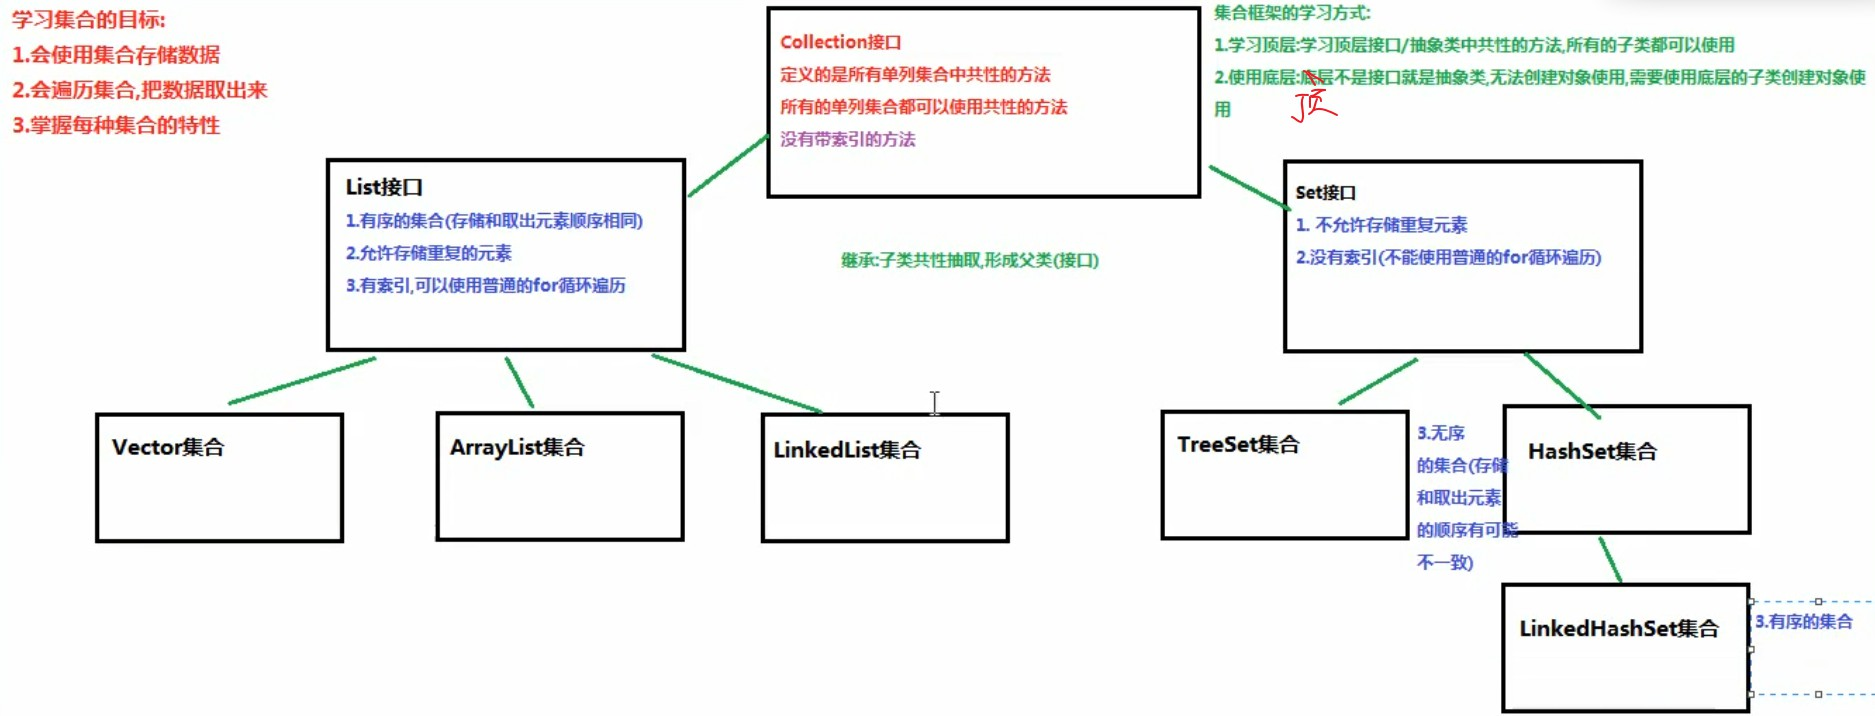 学习集合的目标:
1.会使用集合存储数据
2.会遍历集合,把数据取出来
3.掌握每种集合的特性
Collection接口
定义的是所有单列集合中共性的方法
所有的单列集合都可以使用共性的方法
没有带索引的方法
集合框架的学习方式:
1.学习顶层:学习顶层接口/抽象类中共性的方法,所有的子类都可以使用
2.使用底层:底层不是接口就是抽象类,无法创建对象使用,需要使用底层的子类创建对象使
用
顶
List接口
1.有序的集合(存储和取出元素顺序相同)
2.允许存储重复的元素
3.有索引,可以使用普通的for循环遍历
继承:子类共性抽取,形成父类(接口)
Set接口
1. 不允许存储重复元素
2.没有索引(不能使用普通的for循环遍历)
Vector集合
ArrayList集合
LinkedList集合
TreeSet集合
3.无序
的集合(存储
和取出元素
的顺序有可能
不一致)
HashSet集合
LinkedHashSet集合
3.有序的集合